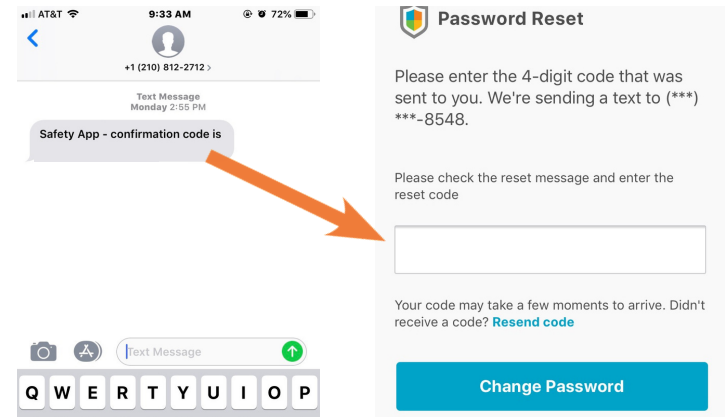 AT&T 9:33 AM 72%
+1 (210) 812-2712 >
Text Message
Monday 2:55 PM
Safety App - confirmation code is
Text Message
Q W E R T Y U I O P
Password Reset
Please enter the 4-digit code that was
sent to you. We're sending a text to (***)
***-8548.
Please check the reset message and enter the
reset code
Your code may take a few moments to arrive. Didn't
receive a code? Resend code
Change Password